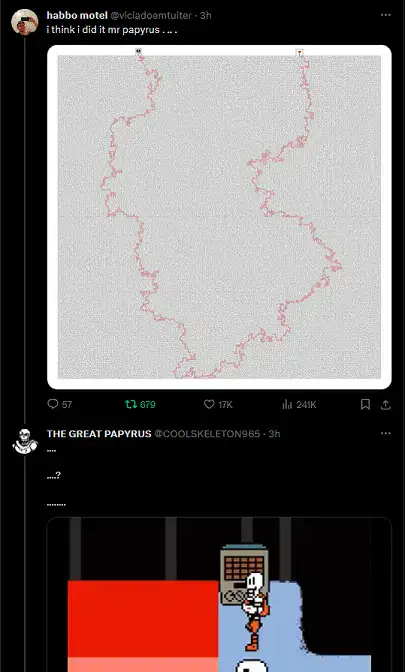 habbo motel @viciadoemtuiter · 3h
i think i did it mr papyrus . .. .
57 679 17K 241K
THE GREAT PAPYRUS @COOLSKELETON965 · 3h
....
....?
........